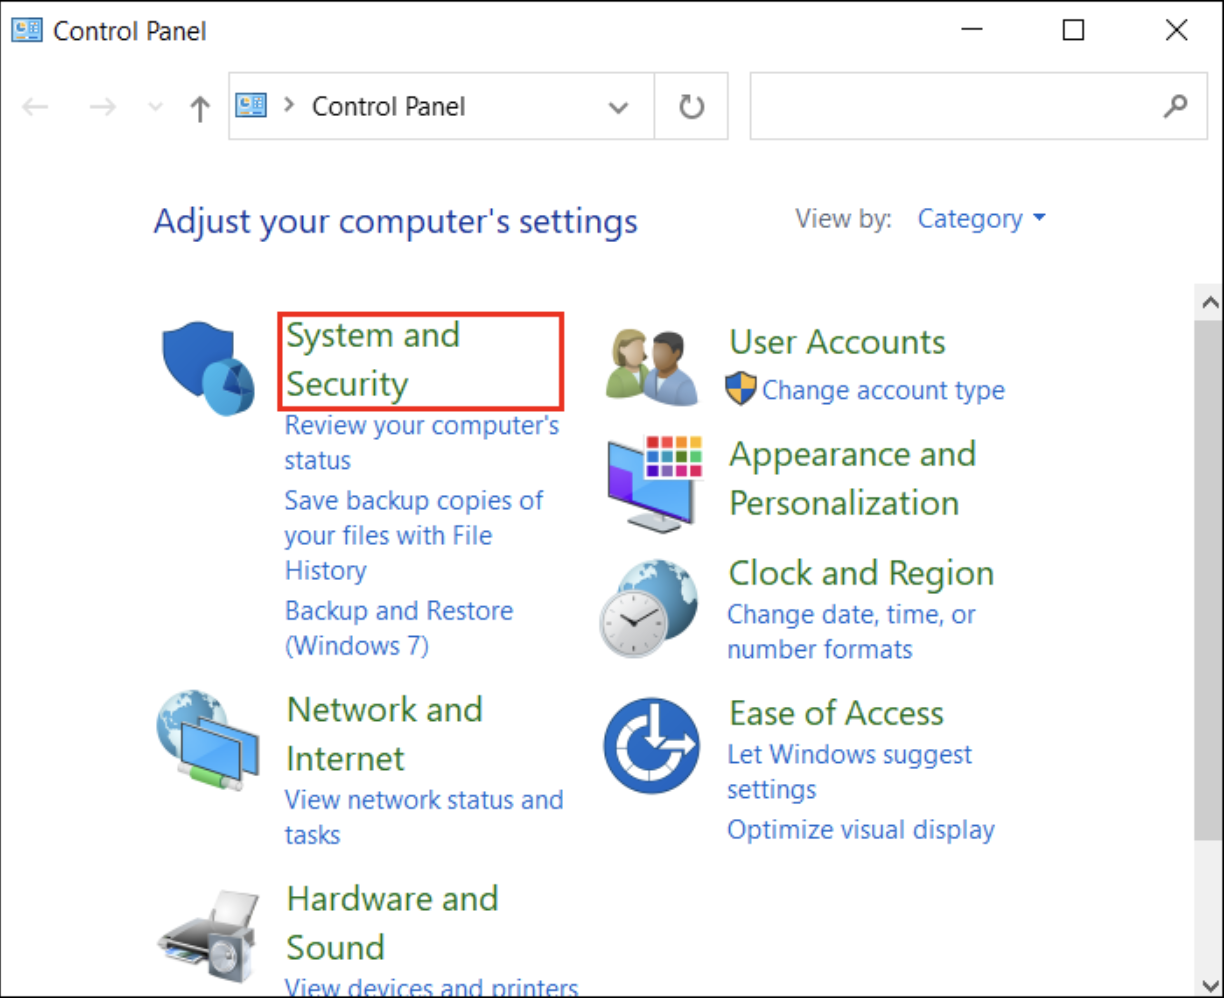 Control Panel
Control Panel
Adjust your computer's settings
View by: Category
System and
Security
Review your computer's
status
Save backup copies of
your files with File
History
Backup and Restore
(Windows 7)
Network and
Internet
View network status and
tasks
Hardware and
Sound
View devices and printers
User Accounts
Change account type
Appearance and
Personalization
Clock and Region
Change date, time, or
number formats
Ease of Access
Let Windows suggest
settings
Optimize visual display